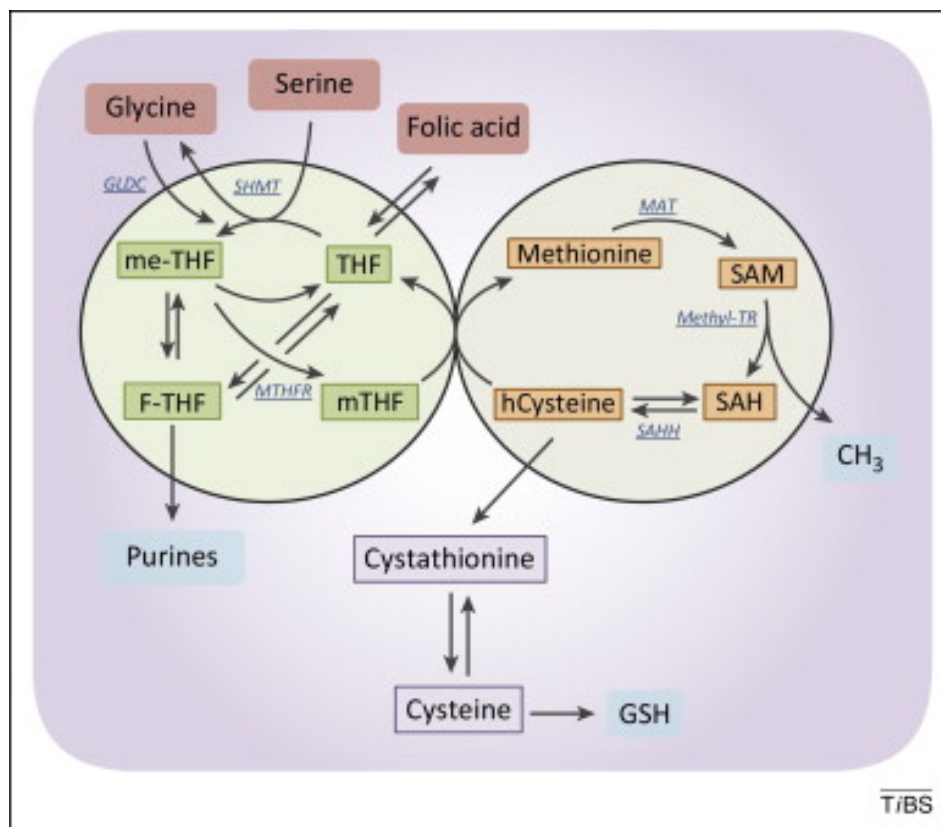 Serine
Glycine
Folic acid
GLDC
SHMT
MAT
me-THF
THF
Methionine
SAM
Methyl-TR
F-THF
MTHFR
mTHF
hCysteine
SAH
SAHH
CH₃
Purines
Cystathionine
Cysteine
GSH
TiBS